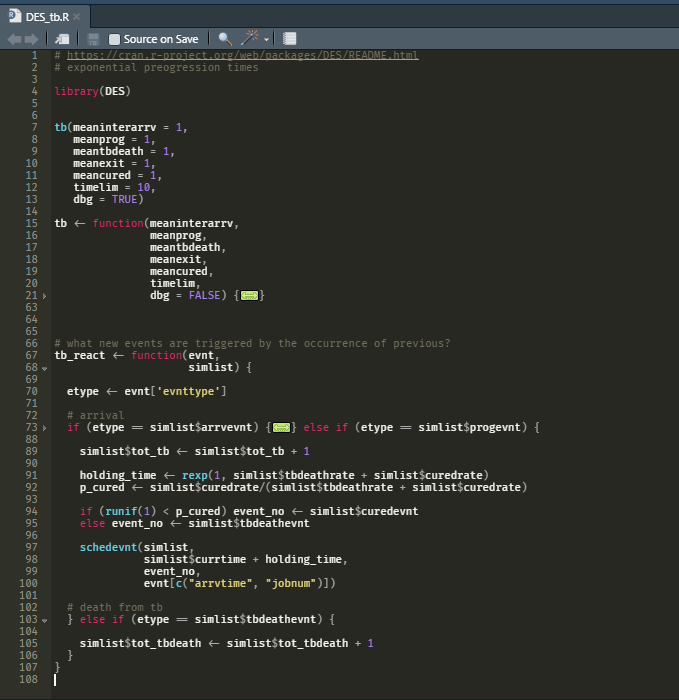 DES_tb.R
Source on Save
1 # https://cran.r-project.org/web/packages/DES/README.html
2 # exponential preogression times
3
4 library(DES)
5
6
7 tb(meaninterarrv = 1,
8 meanprog = 1,
9 meantbdeath = 1,
10 meanexit = 1,
11 meancured = 1,
12 timelim = 10,
13 dbg = TRUE)
14
15 tb <- function(meaninterarrv,
16 meanprog,
17 meantbdeath,
18 meanexit,
19 meancured,
20 timelim,
21 dbg = FALSE) {}
63
64
65
66 # what new events are triggered by the occurrence of previous?
67 tb_react <- function(evnt,
68 simlist) {
69
70 etype <- evnt['evnttype']
71
72 # arrival
73 if (etype == simlist$arrvevnt) {} else if (etype == simlist$progevnt) {
88
89 simlist$tot_tb <- simlist$tot_tb + 1
90
91 holding_time <- rexp(1, simlist$tbdeathrate + simlist$curedrate)
92 p_cured <- simlist$curedrate/(simlist$tbdeathrate + simlist$curedrate)
93
94 if (runif(1) < p_cured) event_no <- simlist$curedevnt
95 else event_no <- simlist$tbdeathevnt
96
97 schedevnt(simlist,
98 simlist$currtime + holding_time,
99 event_no,
100 evnt[c("arrvtime", "jobnum")])
101
102 # death from tb
103 } else if (etype == simlist$tbdeathevnt) {
104
105 simlist$tot_tbdeath <- simlist$tot_tbdeath + 1
106 }
107 }
108